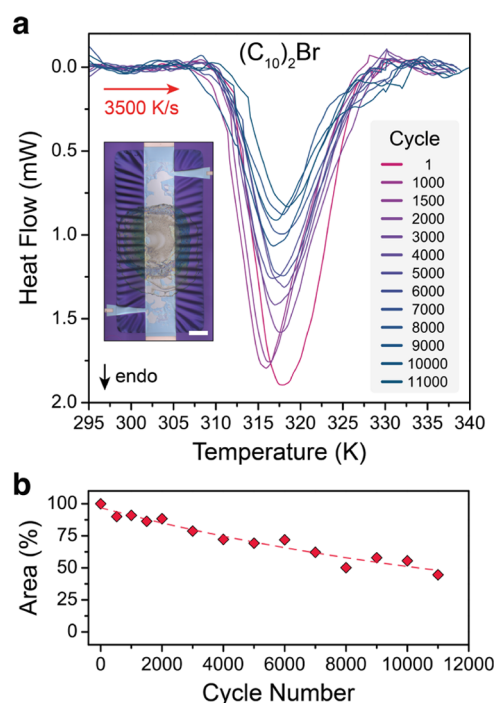 a
(C₁₀)₂Br
0.0
0.5
1.0
1.5
2.0
Heat Flow (mW)
3500 K/s
endo
Cycle
1
1000
1500
2000
3000
4000
5000
6000
7000
8000
9000
10000
11000
295 300 305 310 315 320 325 330 335 340
Temperature (K)
b
100
75
50
25
0
Area (%)
0 2000 4000 6000 8000 10000 12000
Cycle Number